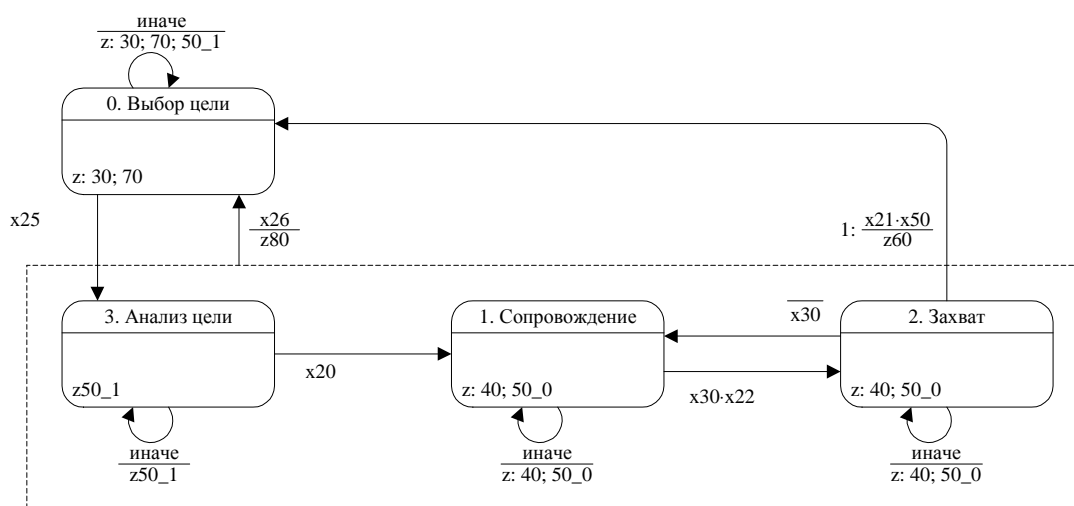 иначе
z: 30; 70; 50_1
0. Выбор цели
z: 30; 70
x25
x26
z80
1: x21·x50
z60
3. Анализ цели
z50_1
x20
1. Сопровождение
z: 40; 50_0
x30
x30·x22
2. Захват
z: 40; 50_0
иначе
z50_1
иначе
z: 40; 50_0
иначе
z: 40; 50_0